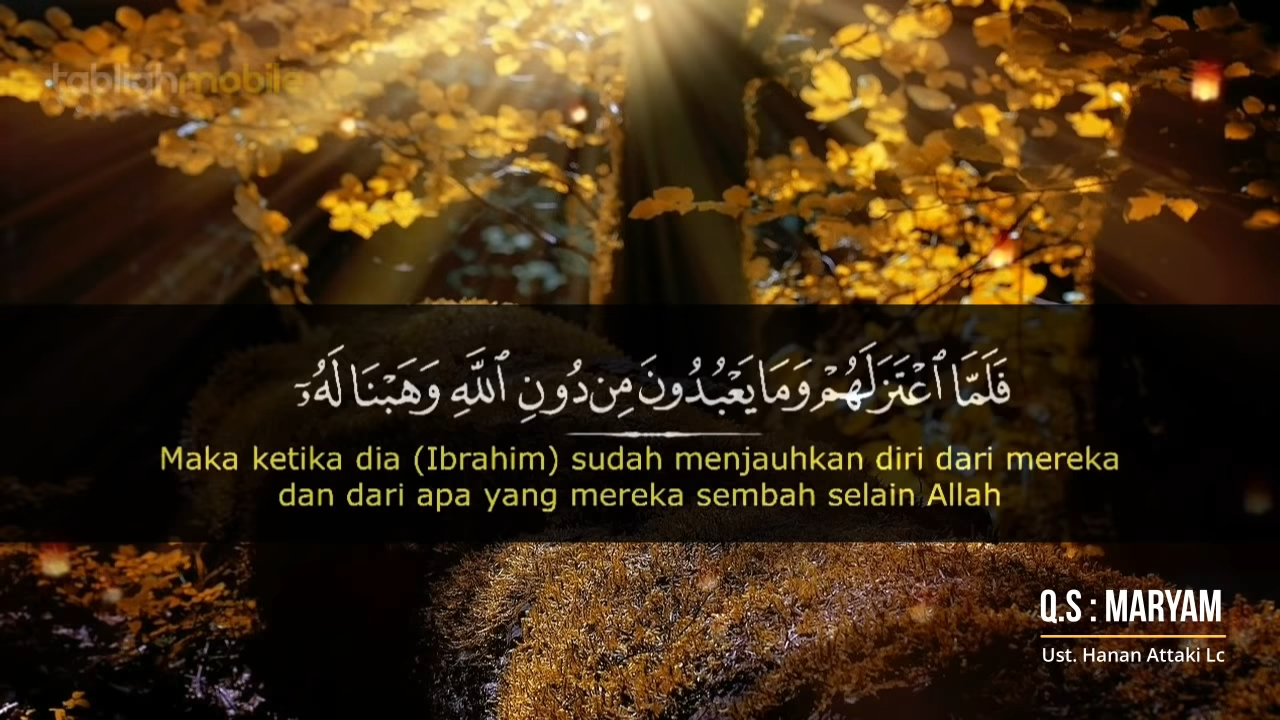 tablighmobile
فَلَمَّا ٱعْتَزَلَهُمْ وَمَا يَعْبُدُونَ مِن دُونِ ٱللَّهِ وَهَبْنَا لَهُۥٓ
Maka ketika dia (Ibrahim) sudah menjauhkan diri dari mereka
dan dari apa yang mereka sembah selain Allah
Q.S : MARYAM
Ust. Hanan Attaki Lc